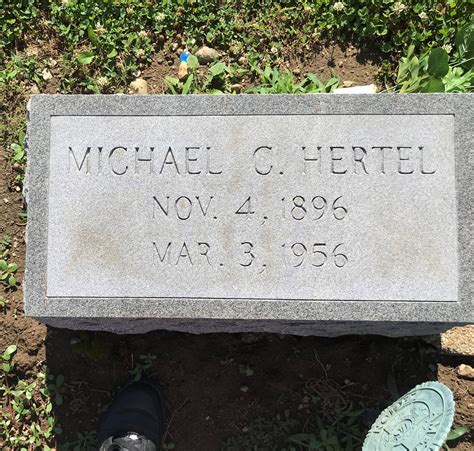 MICHAEL G. HERTEL
NOV. 4, 1896
MAR. 3, 1956